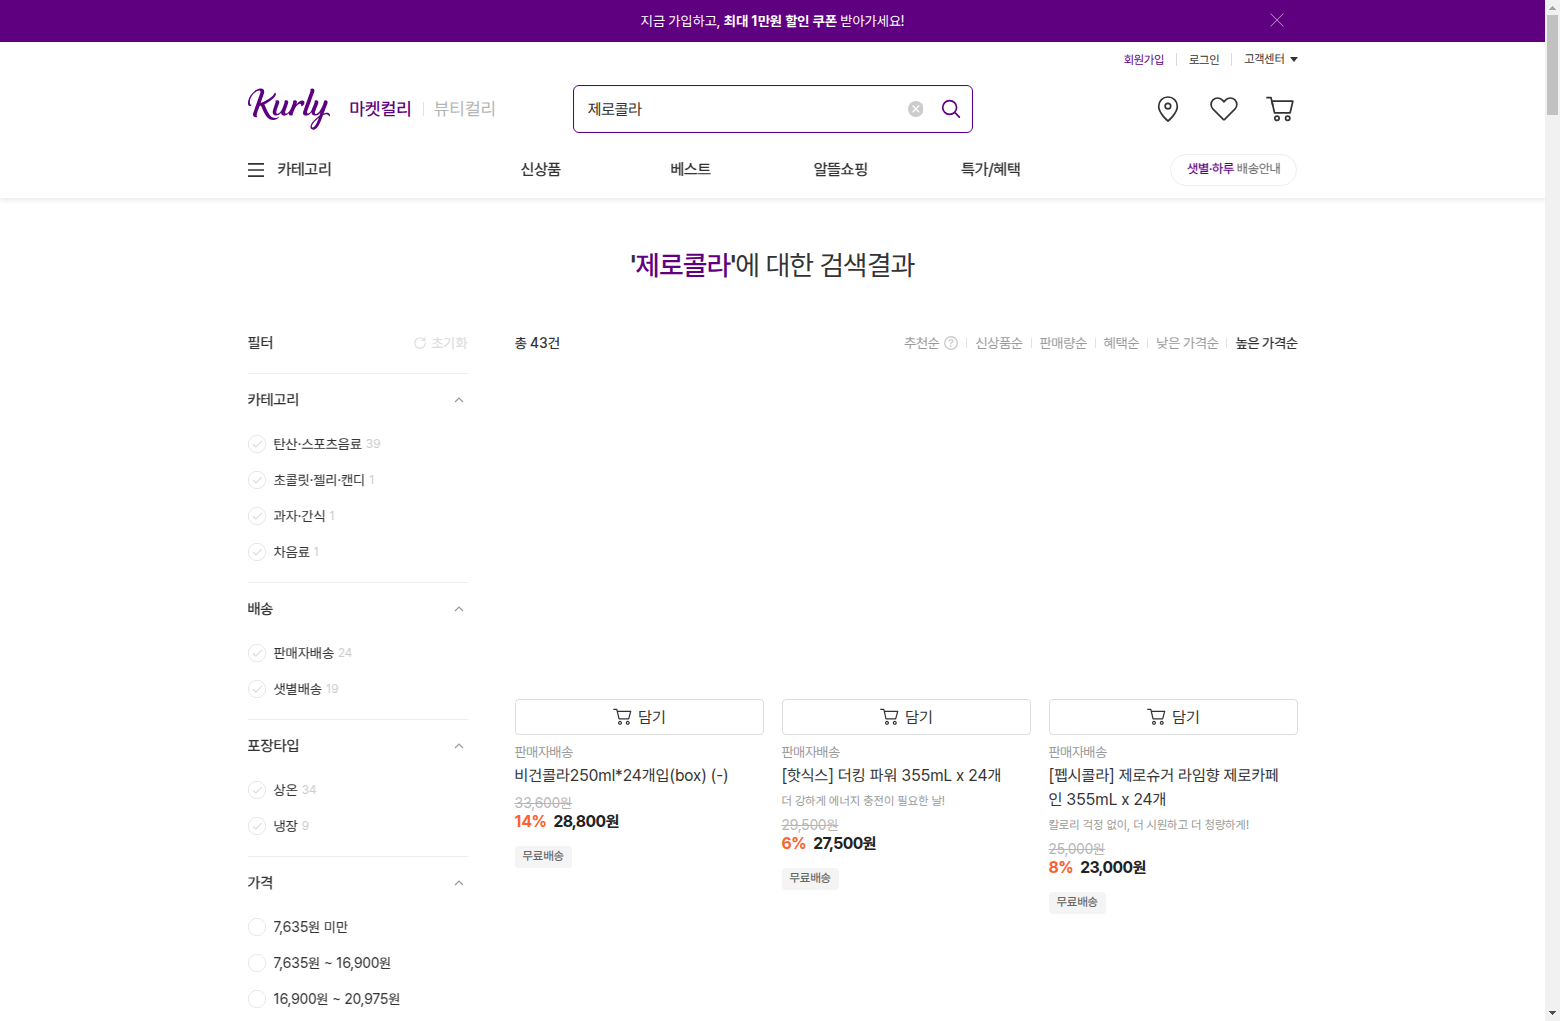 지금 가입하고, 최대 1만원 할인 쿠폰 받아가세요!
회원가입 로그인 고객센터
Kurly 마켓컬리 뷰티컬리 제로콜라
카테고리 신상품 베스트 알뜰쇼핑 특가/혜택 샛별·하루 배송안내
'제로콜라'에 대한 검색결과
필터 초기화
총 43건 추천순 ? 신상품순 판매량순 혜택순 낮은 가격순 높은 가격순
카테고리
탄산·스포츠음료 39
초콜릿·젤리·캔디 1
과자·간식 1
차음료 1
배송
판매자배송 24
샛별배송 19
포장타입
상온 34
냉장 9
가격
7,635원 미만
7,635원 ~ 16,900원
16,900원 ~ 20,975원
담기
판매자배송
비건콜라250ml*24개입(box) (-)
33,600원
14% 28,800원
무료배송
담기
판매자배송
[핫식스] 더킹 파워 355mL x 24개
더 강하게 에너지 충전이 필요한 날!
29,500원
6% 27,500원
무료배송
담기
판매자배송
[펩시콜라] 제로슈거 라임향 제로카페
인 355mL x 24개
칼로리 걱정 없이, 더 시원하고 더 청량하게!
25,000원
8% 23,000원
무료배송